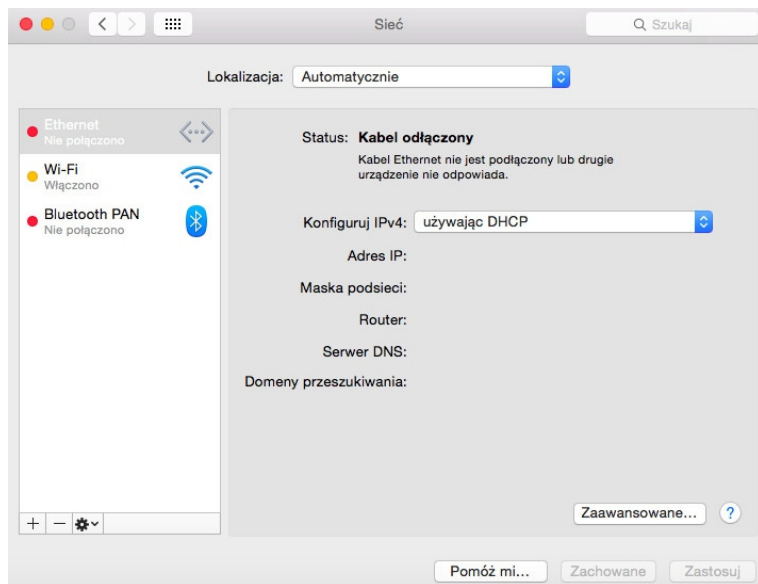 Sieć
Szukaj
Lokalizacja: Automatycznie
Ethernet
Nie połączono
Wi-Fi
Włączono
Bluetooth PAN
Nie połączono
Status: Kabel odłączony
Kabel Ethernet nie jest podłączony lub drugie
urządzenie nie odpowiada.
Konfiguruj IPv4: używając DHCP
Adres IP:
Maska podsieci:
Router:
Serwer DNS:
Domeny przeszukiwania:
Zaawansowane... ?
Pomóż mi... Zachowane Zastosuj